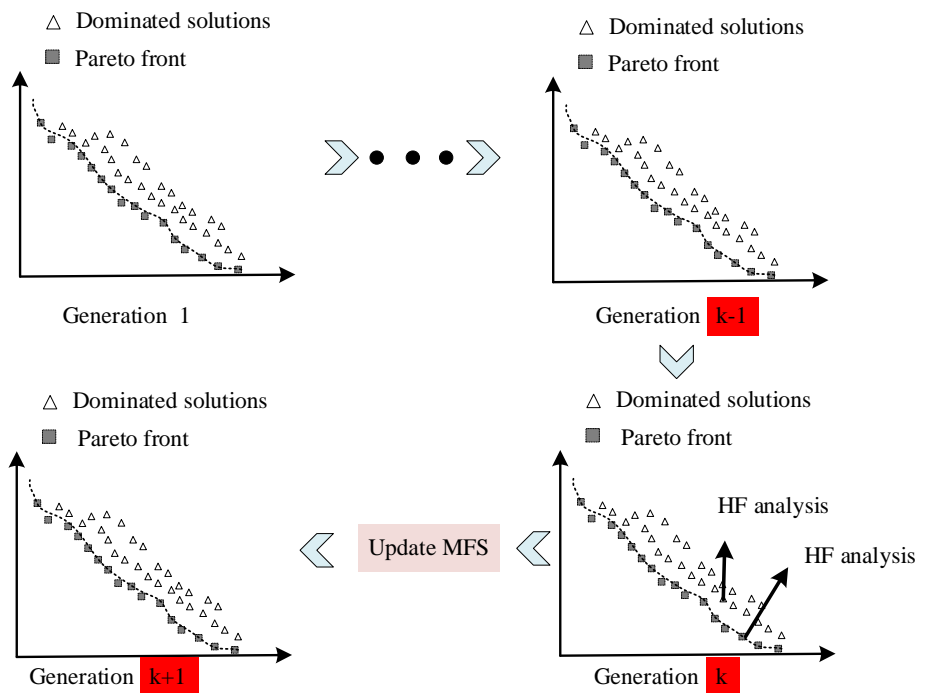 Dominated solutions
Pareto front
Generation 1
Dominated solutions
Pareto front
Generation k-1
Dominated solutions
Pareto front
HF analysis
HF analysis
Generation k
Update MFS
Dominated solutions
Pareto front
Generation k+1